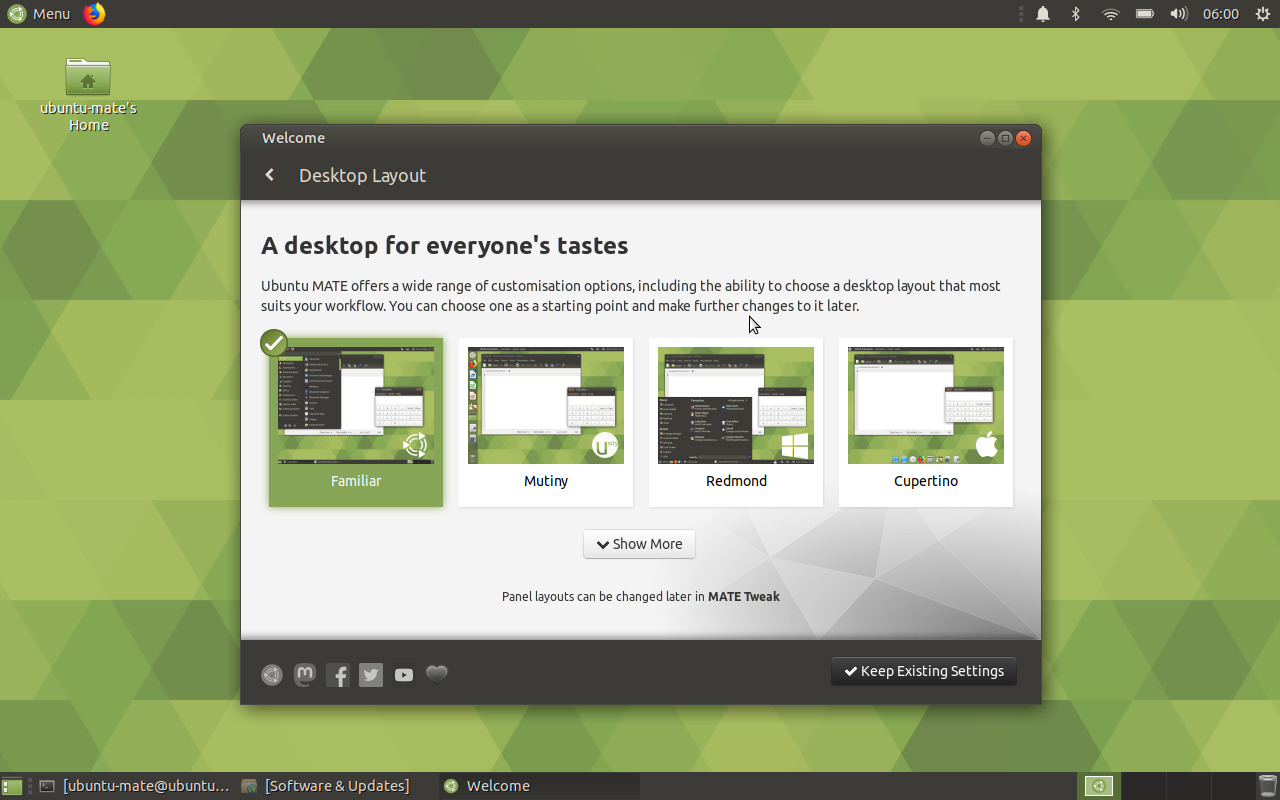 Menu
06:00
ubuntu-mate's
Home
Welcome
Desktop Layout
A desktop for everyone's tastes
Ubuntu MATE offers a wide range of customisation options, including the ability to choose a desktop layout that most
suits your workflow. You can choose one as a starting point and make further changes to it later.
Familiar
Mutiny
Redmond
Cupertino
Show More
Panel layouts can be changed later in MATE Tweak
Keep Existing Settings
[ubuntu-mate@ubuntu...
[Software & Updates]
Welcome